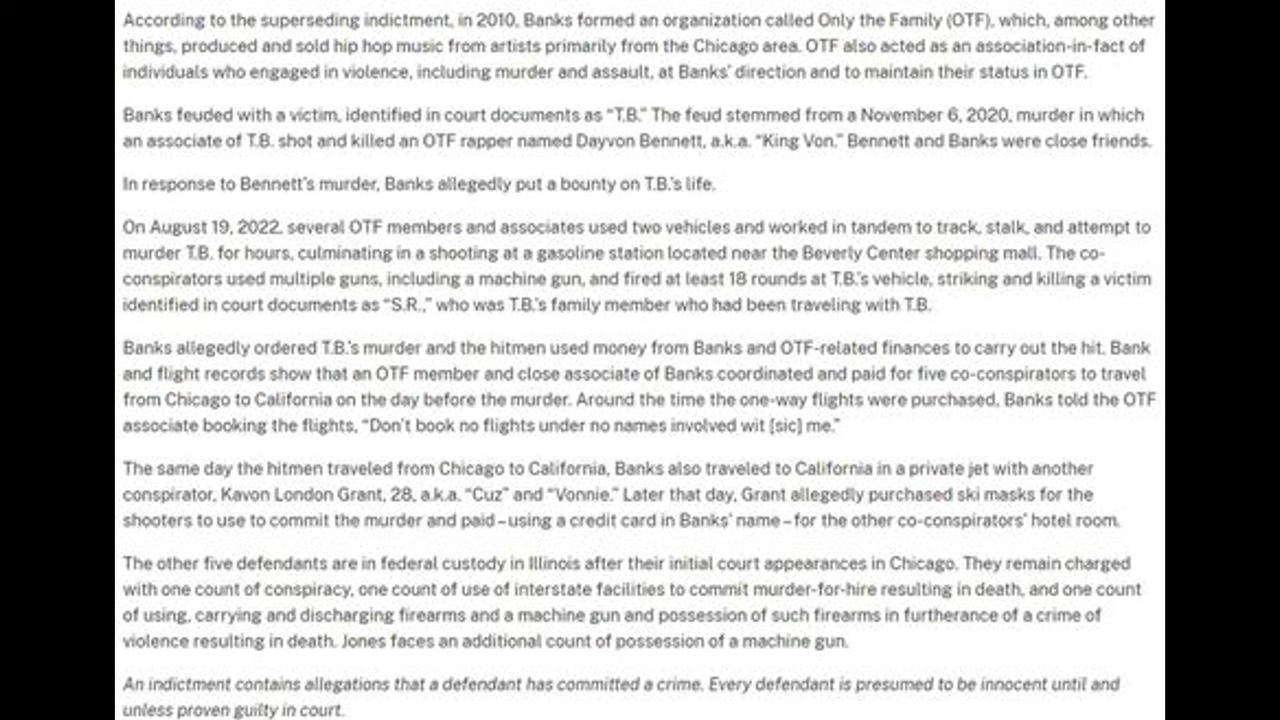 According to the superseding indictment, in 2010, Banks formed an organization called Only the Family (OTF), which, among other
things, produced and sold hip hop music from artists primarily from the Chicago area. OTF also acted as an association-in-fact of
individuals who engaged in violence, including murder and assault, at Banks' direction and to maintain their status in OTF.
Banks feuded with a victim, identified in court documents as “T.B.” The feud stemmed from a November 6, 2020, murder in which
an associate of T.B. shot and killed an OTF rapper named Dayvon Bennett, a.k.a. “King Von.” Bennett and Banks were close friends.
In response to Bennett's murder, Banks allegedly put a bounty on T.B.'s life.
On August 19, 2022, several OTF members and associates used two vehicles and worked in tandem to track, stalk, and attempt to
murder T.B. for hours, culminating in a shooting at a gasoline station located near the Beverly Center shopping mall. The co-
conspirators used multiple guns, including a machine gun, and fired at least 18 rounds at T.B.'s vehicle, striking and killing a victim
identified in court documents as “S.R.,” who was T.B.'s family member who had been traveling with T.B.
Banks allegedly ordered T.B.'s murder and the hitmen used money from Banks and OTF-related finances to carry out the hit. Bank
and flight records show that an OTF member and close associate of Banks coordinated and paid for five co-conspirators to travel
from Chicago to California on the day before the murder. Around the time the one-way flights were purchased, Banks told the OTF
associate booking the flights, “Don't book no flights under no names involved wit [sic] me.”
The same day the hitmen traveled from Chicago to California, Banks also traveled to California in a private jet with another
conspirator, Kavon London Grant, 28, a.k.a. “Cuz” and “Vonnie.” Later that day, Grant allegedly purchased ski masks for the
shooters to use to commit the murder and paid – using a credit card in Banks' name – for the other co-conspirators' hotel room.
The other five defendants are in federal custody in Illinois after their initial court appearances in Chicago. They remain charged
with one count of conspiracy, one count of use of interstate facilities to commit murder-for-hire resulting in death, and one count
of using, carrying and discharging firearms and a machine gun and possession of such firearms in furtherance of a crime of
violence resulting in death. Jones faces an additional count of possession of a machine gun.
An indictment contains allegations that a defendant has committed a crime. Every defendant is presumed to be innocent until and
unless proven guilty in court.